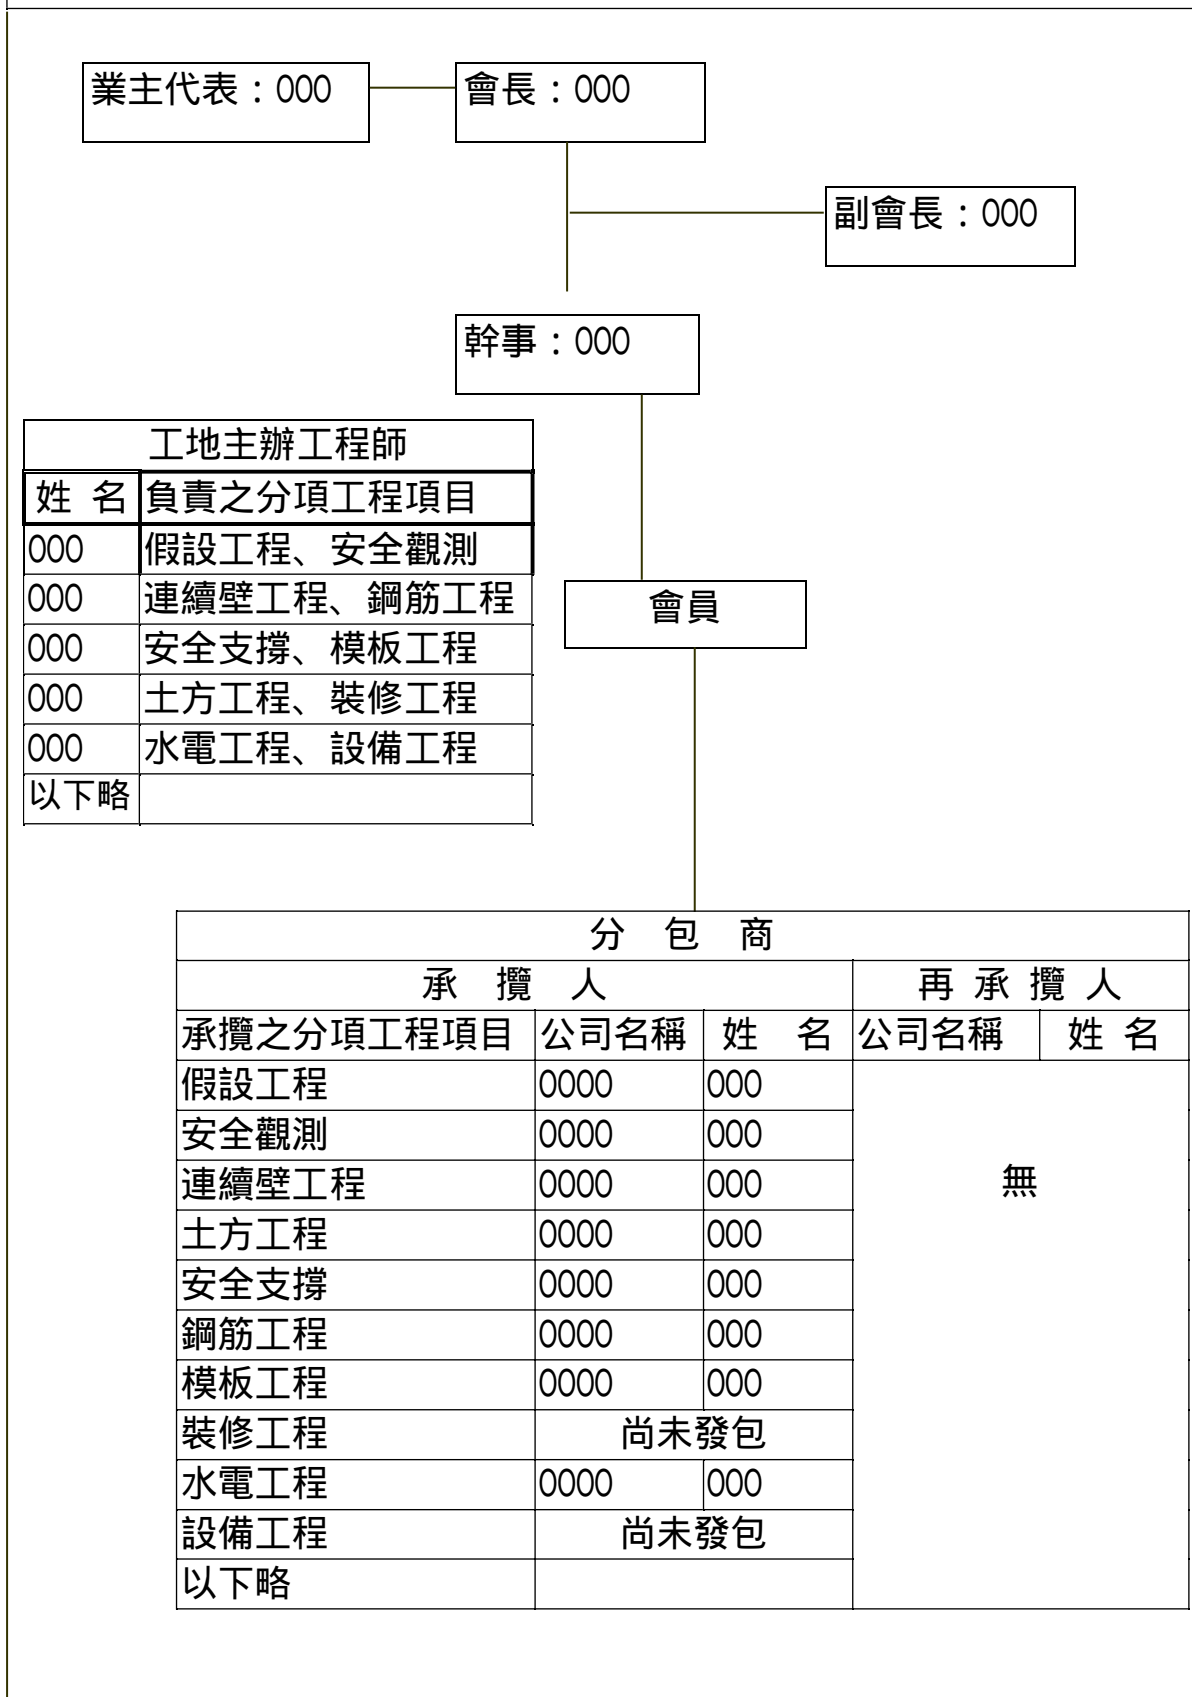 業主代表：000 會長：000
副會長：000
幹事：000
工地主辦工程師
姓 名 負責之分項工程項目
000 假設工程、安全觀測
000 連續壁工程、鋼筋工程
000 安全支撐、模板工程
000 土方工程、裝修工程
000 水電工程、設備工程
以下略
會員
分 包 商
承 攬 人 再 承 攬 人
承攬之分項工程項目 公司名稱 姓 名 公司名稱 姓 名
假設工程 0000 000
安全觀測 0000 000
連續壁工程 0000 000 無
土方工程 0000 000
安全支撐 0000 000
鋼筋工程 0000 000
模板工程 0000 000
裝修工程 尚未發包
水電工程 0000 000
設備工程 尚未發包
以下略